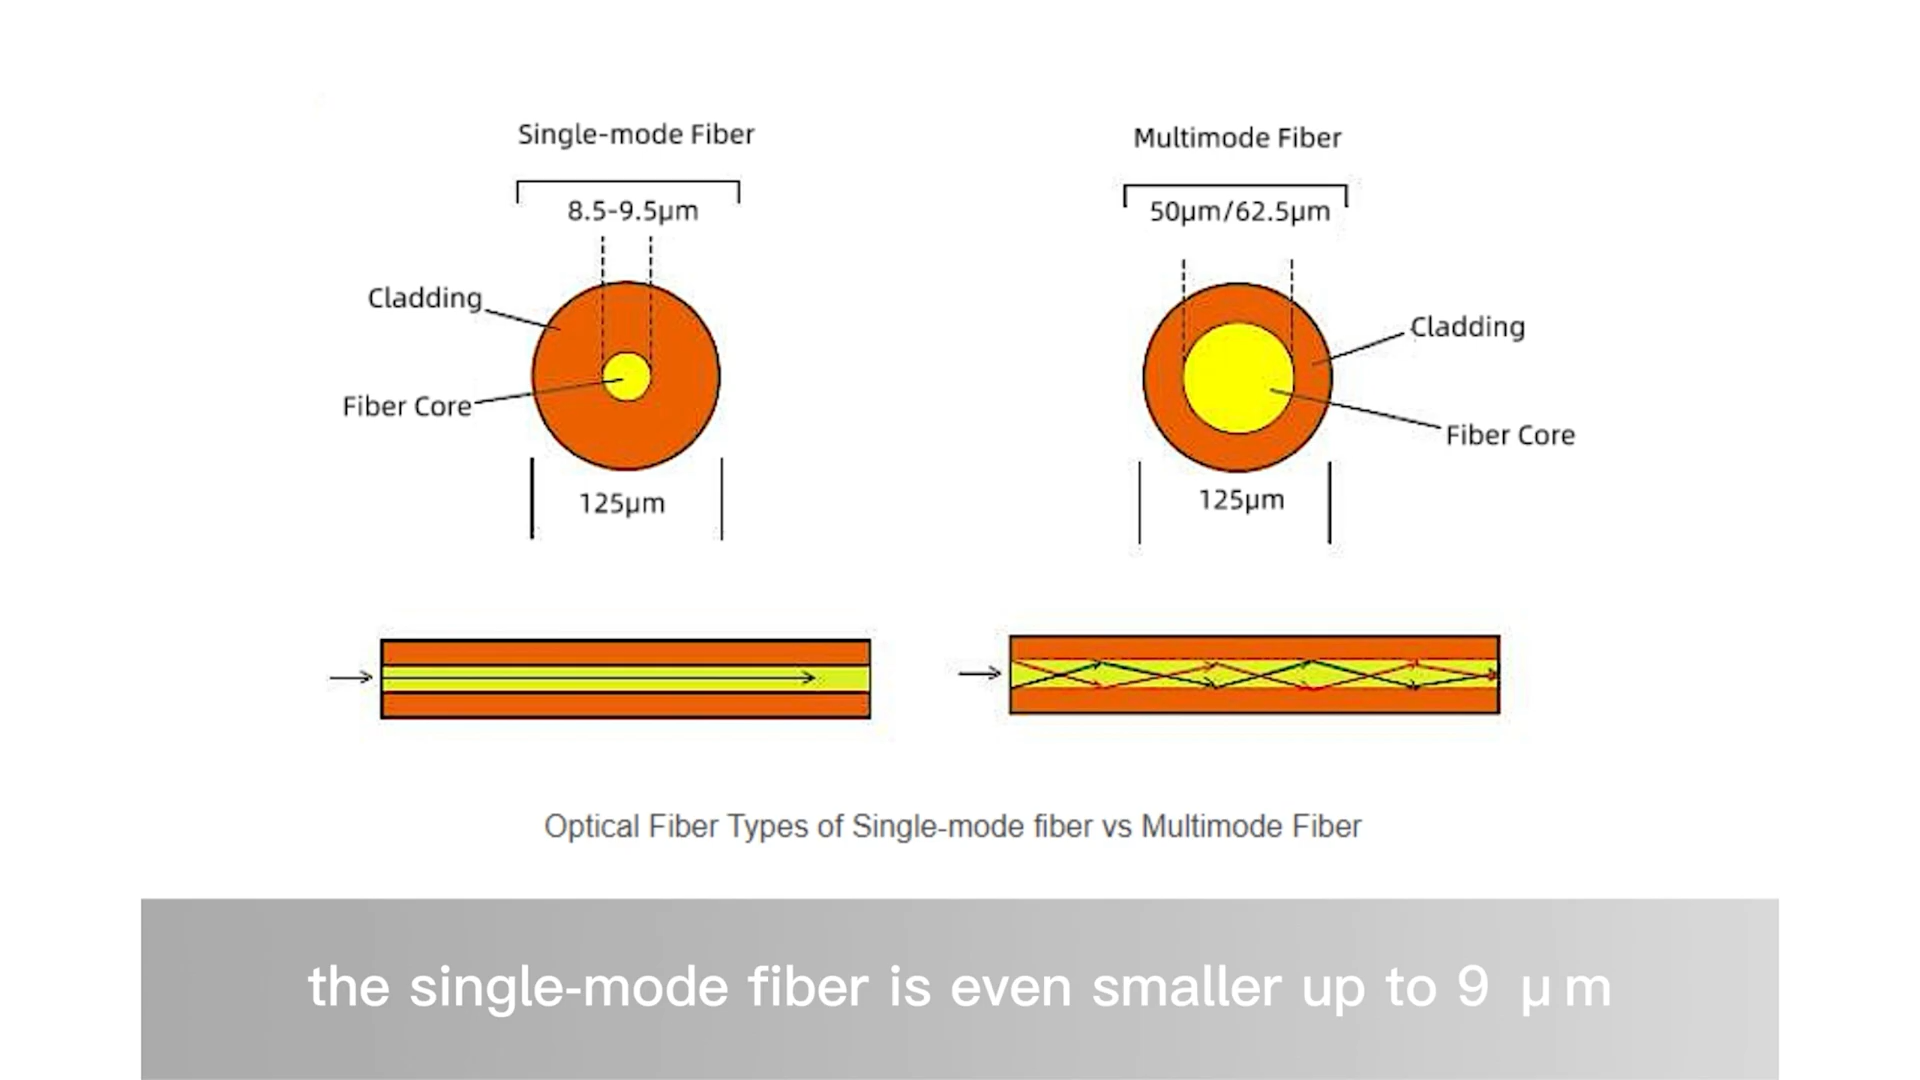 Single-mode Fiber
8.5-9.5μm
Cladding
Fiber Core
125μm
Multimode Fiber
50μm/62.5μm
Cladding
Fiber Core
125μm
Optical Fiber Types of Single-mode fiber vs Multimode Fiber
the single-mode fiber is even smaller up to 9 μm